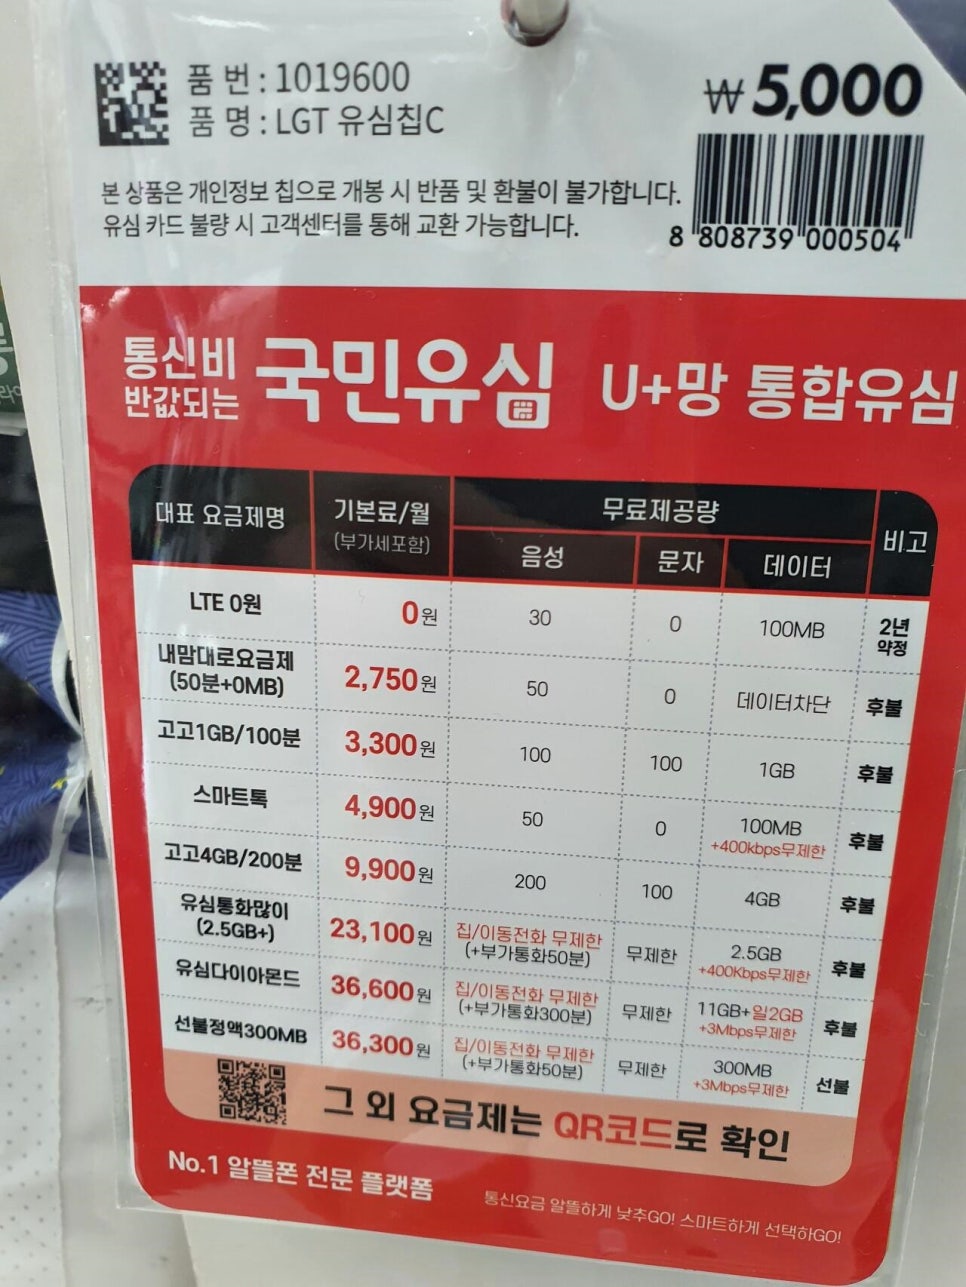 품 번 : 1019600
품 명 : LGT 유심칩C
₩5,000
본 상품은 개인정보 칩으로 개봉 시 반품 및 환불이 불가합니다.
유심 카드 불량 시 고객센터를 통해 교환 가능합니다.
8 808739 000504
통신비
반값되는
국민유심 U+망 통합유심
대표 요금제명 기본료/월 (부가세포함) 무료제공량 비고
음성 문자 데이터
LTE 0원 0원 30 0 100MB 2년 약정
내맘대로요금제 (50분+0MB) 2,750원 50 0 데이터차단 후불
고고1GB/100분 3,300원 100 100 1GB 후불
스마트톡 4,900원 50 0 100MB +400kbps무제한 후불
고고4GB/200분 9,900원 200 100 4GB 후불
유심통화많이 (2.5GB+) 23,100원 집/이동전화 무제한 (+부가통화50분) 무제한 2.5GB +400Kbps무제한 후불
유심다이아몬드 36,600원 집/이동전화 무제한 (+부가통화300분) 무제한 11GB+일2GB +3Mbps무제한 후불
선불정액300MB 36,300원 집/이동전화 무제한 (+부가통화50분) 무제한 300MB +3Mbps무제한 선불
그 외 요금제는 QR코드로 확인
No.1 알뜰폰 전문 플랫폼
통신요금 알뜰하게 낮추GO! 스마트하게 선택하GO!